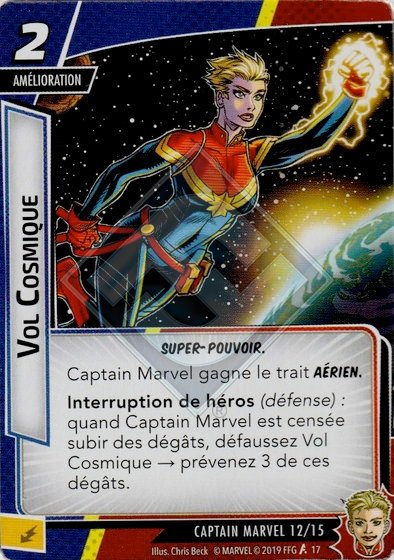 2
AMÉLIORATION
VOL COSMIQUE
SUPER-POUVOIR.
Captain Marvel gagne le trait AÉRIEN.
Interruption de héros (défense) :
quand Captain Marvel est censée
subir des dégâts, défaussez Vol
Cosmique → prévenez 3 de ces
dégâts.
CAPTAIN MARVEL 12/15
Illus. Chris Beck © MARVEL © 2019 FFG 17